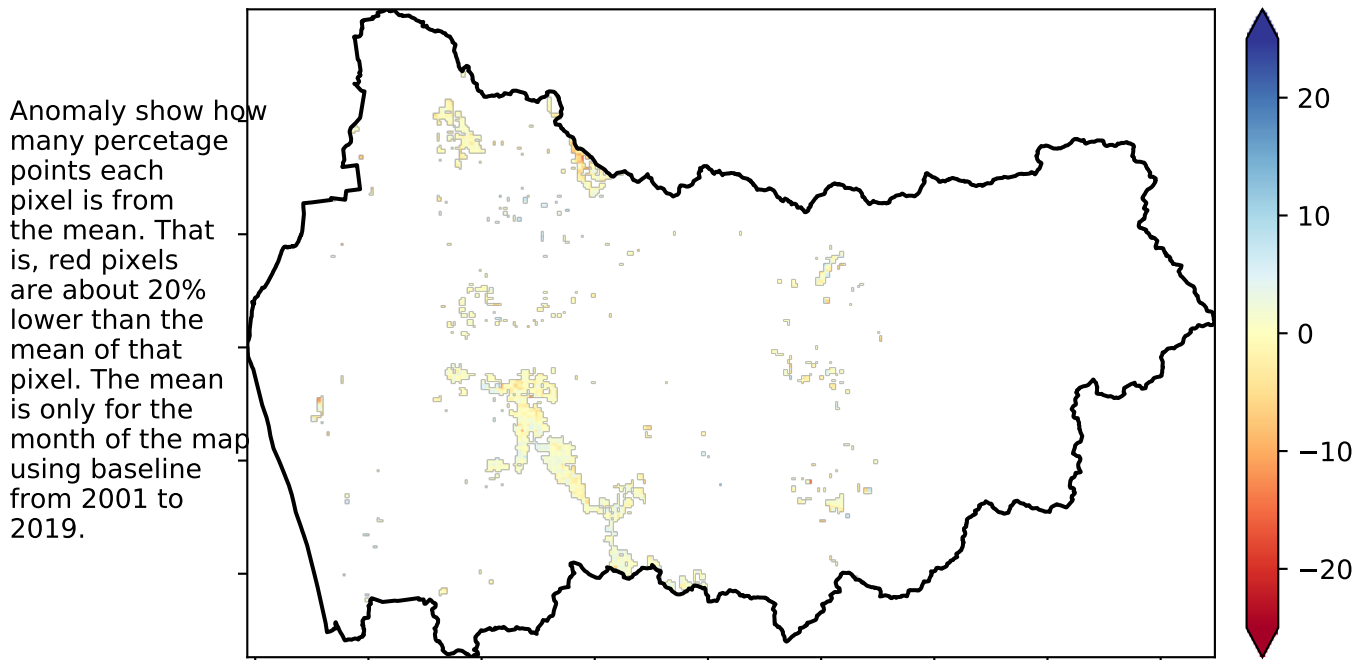 Anomaly show how
many percetage
points each
pixel is from
the mean. That
is, red pixels
are about 20%
lower than the
mean of that
pixel. The mean
is only for the
month of the map
using baseline
from 2001 to
2019.
20
10
0
−10
−20